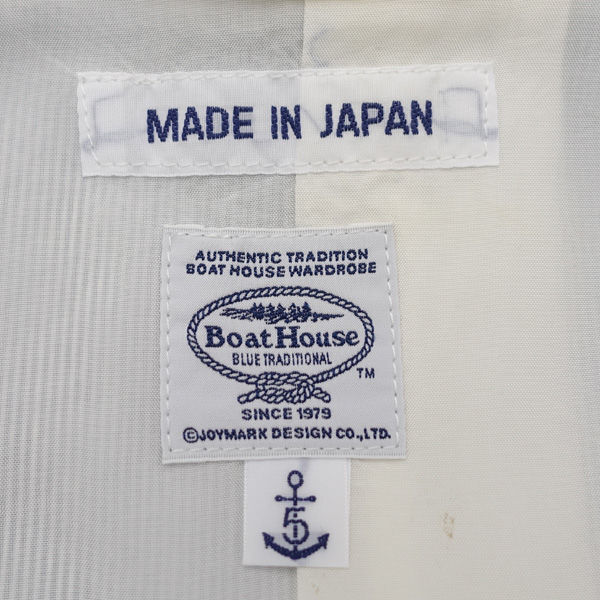 MADE IN JAPAN
AUTHENTIC TRADITION
BOAT HOUSE WARDROBE
BoatHouse
BLUE TRADITIONAL
TM
SINCE 1979
©JOYMARK DESIGN CO., LTD.
5